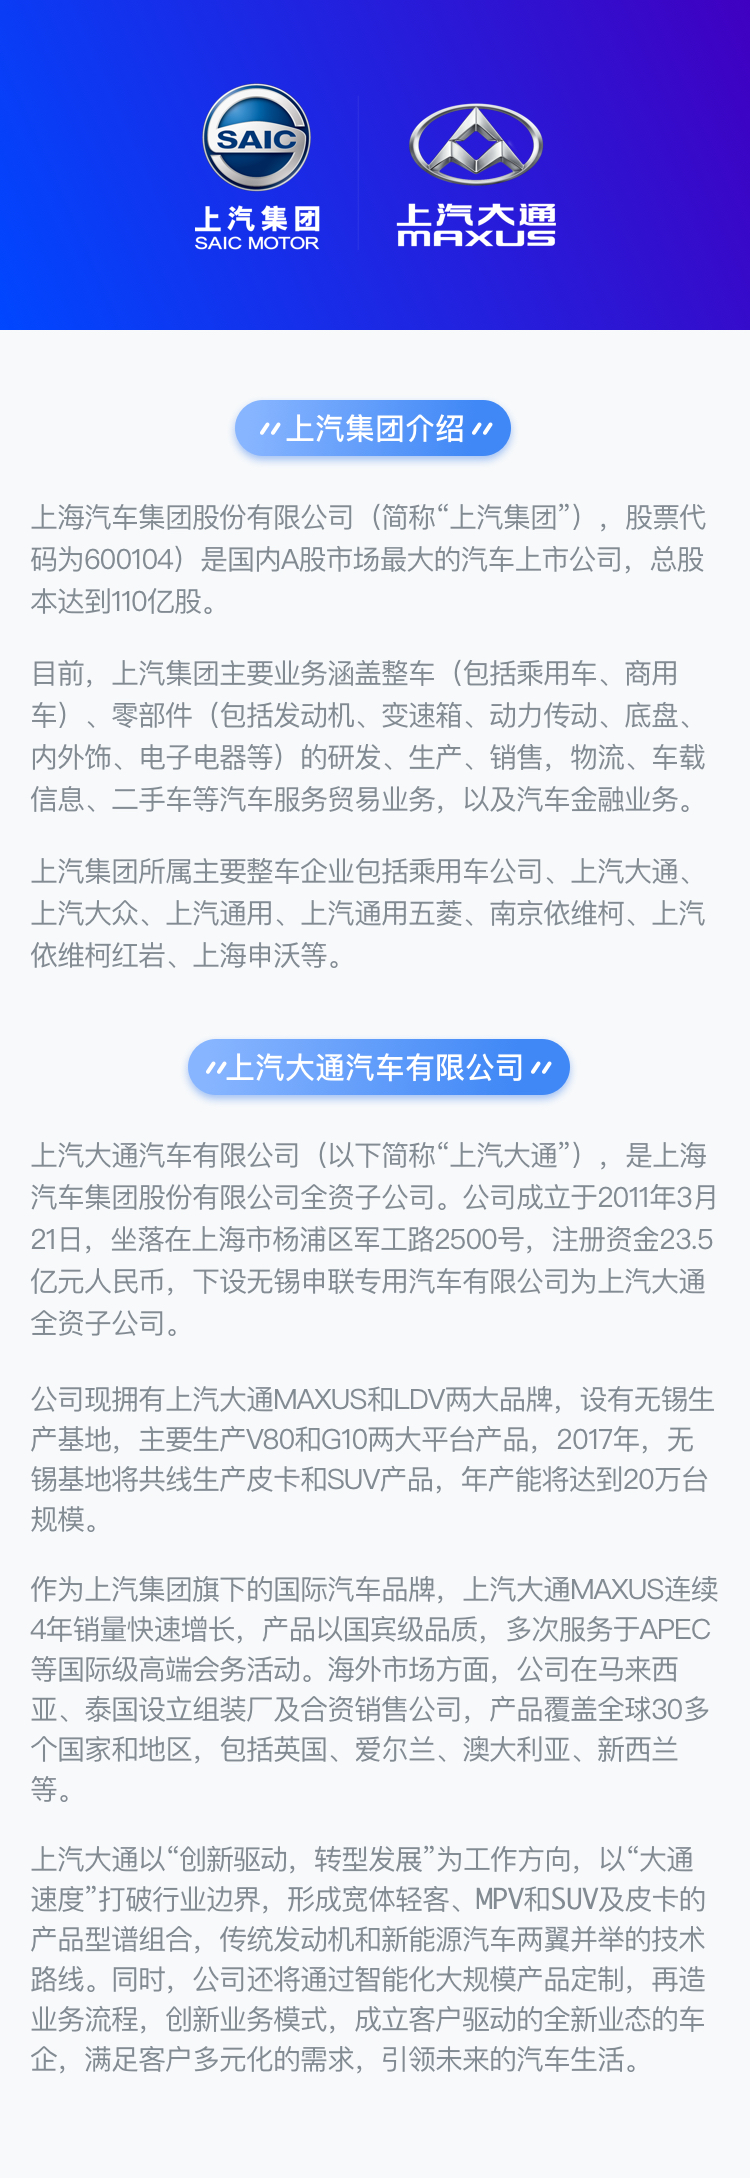 SAIC
上汽集团
SAIC MOTOR
上汽大通
MAXUS
上汽集团介绍
上海汽车集团股份有限公司（简称“上汽集团”），股票代
码为600104）是国内A股市场最大的汽车上市公司，总股
本达到110亿股。
目前，上汽集团主要业务涵盖整车（包括乘用车、商用
车）、零部件（包括发动机、变速箱、动力传动、底盘、
内外饰、电子电器等）的研发、生产、销售，物流、车载
信息、二手车等汽车服务贸易业务，以及汽车金融业务。
上汽集团所属主要整车企业包括乘用车公司、上汽大通、
上汽大众、上汽通用、上汽通用五菱、南京依维柯、上汽
依维柯红岩、上海申沃等。
上汽大通汽车有限公司
上汽大通汽车有限公司（以下简称“上汽大通”），是上海
汽车集团股份有限公司全资子公司。公司成立于2011年3月
21日，坐落在上海市杨浦区军工路2500号，注册资金23.5
亿元人民币，下设无锡申联专用汽车有限公司为上汽大通
全资子公司。
公司现拥有上汽大通MAXUS和LDV两大品牌，设有无锡生
产基地，主要生产V80和G10两大平台产品，2017年，无
锡基地将共线生产皮卡和SUV产品，年产能将达到20万台
规模。
作为上汽集团旗下的国际汽车品牌，上汽大通MAXUS连续
4年销量快速增长，产品以国宾级品质，多次服务于APEC
等国际级高端会务活动。海外市场方面，公司在马来西
亚、泰国设立组装厂及合资销售公司，产品覆盖全球30多
个国家和地区，包括英国、爱尔兰、澳大利亚、新西兰
等。
上汽大通以“创新驱动，转型发展”为工作方向，以“大通
速度”打破行业边界，形成宽体轻客、MPV和SUV及皮卡的
产品型谱组合，传统发动机和新能源汽车两翼并举的技术
路线。同时，公司还将通过智能化大规模产品定制，再造
业务流程，创新业务模式，成立客户驱动的全新业态的车
企，满足客户多元化的需求，引领未来的汽车生活。